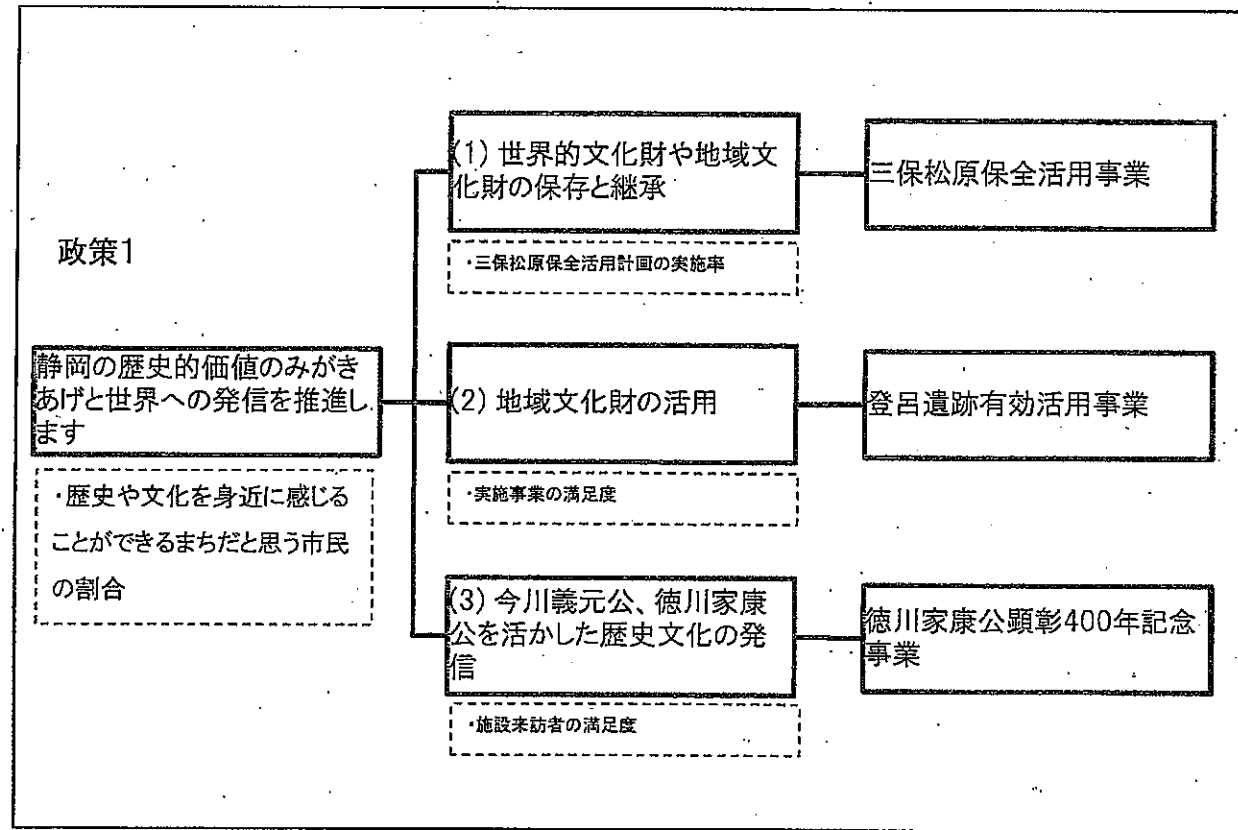 政策1
静岡の歴史的価値のみがき
あげと世界への発信を推進し
ます
・歴史や文化を身近に感じる
ことができるまちだと思う市民
の割合
(1) 世界的文化財や地域文
化財の保存と継承
・三保松原保全活用計画の実施率
三保松原保全活用事業
(2) 地域文化財の活用
・実施事業の満足度
登呂遺跡有効活用事業
(3) 今川義元公、徳川家康
公を活かした歴史文化の発
信
・施設来訪者の満足度
徳川家康公顕彰400年記念
事業